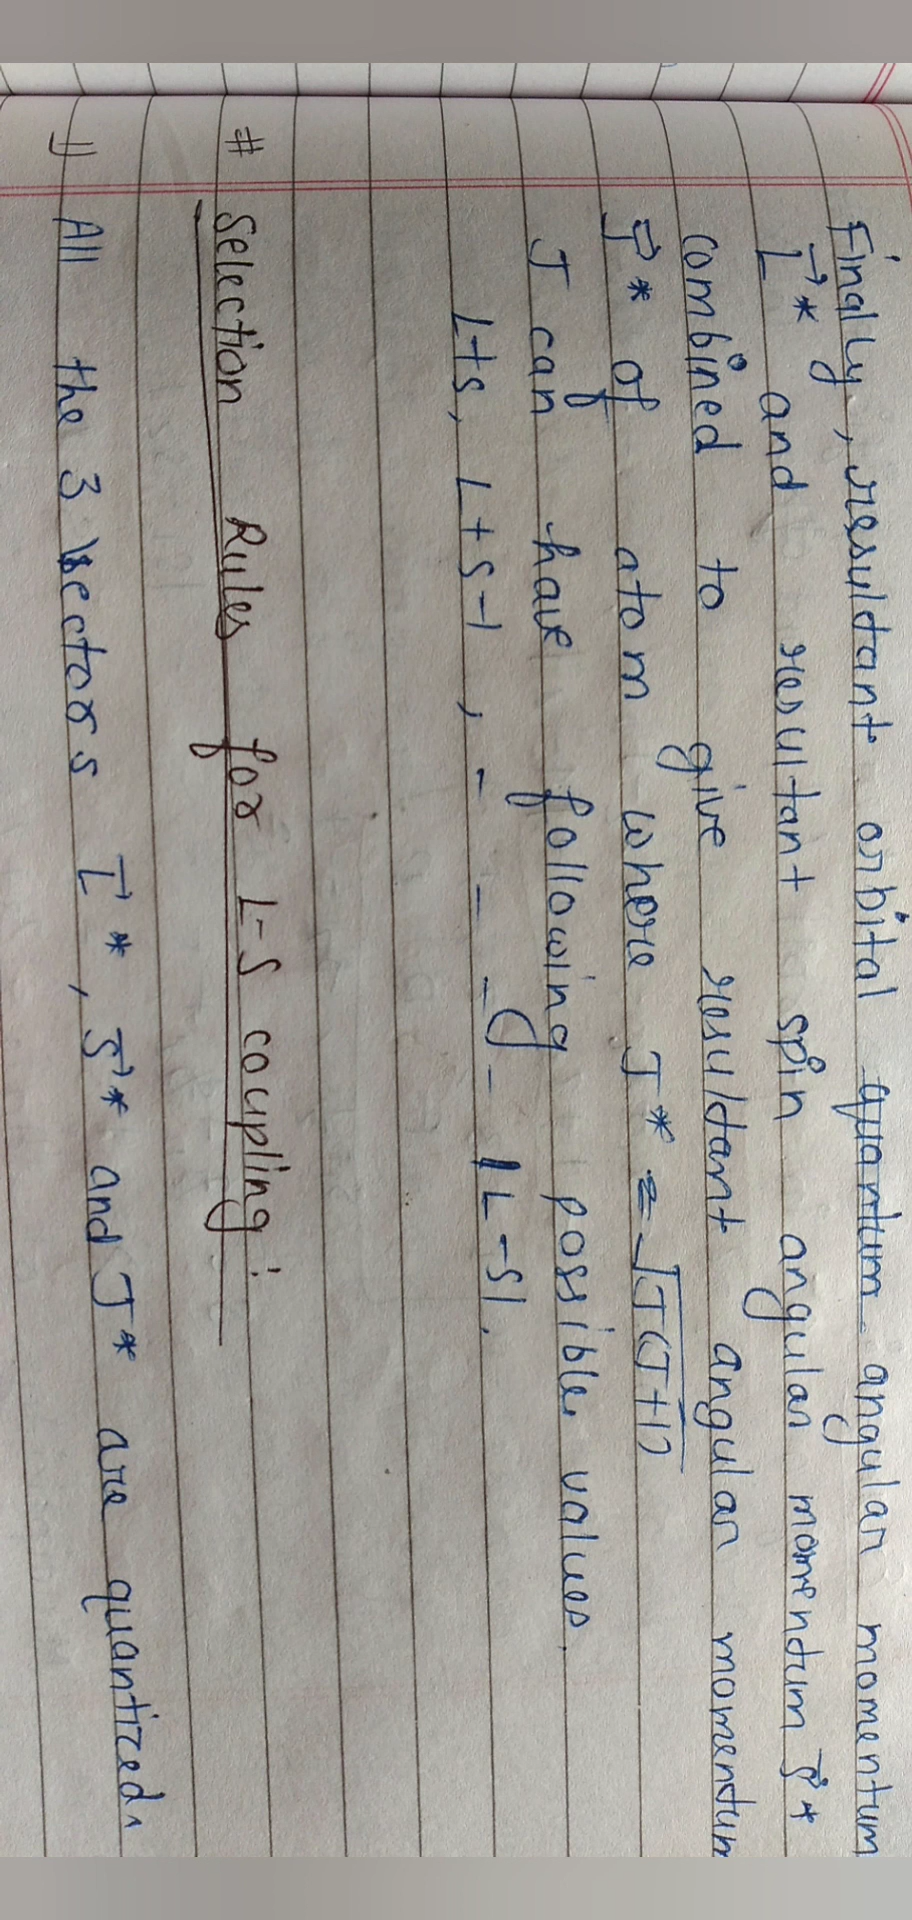 Finally, resultant orbital quantum angular momentum
L⃗* and resultant spin angular momentum S⃗*
combined to give resultant angular momentum
J⃗* of atom where J* = √J(J+1)
J can have following possible values.
L+S, L+S-1, - - - - |L-S|.
# Selection Rules for L-S coupling:
1) All the 3 vectors L⃗*, S⃗* and J* are quantized.